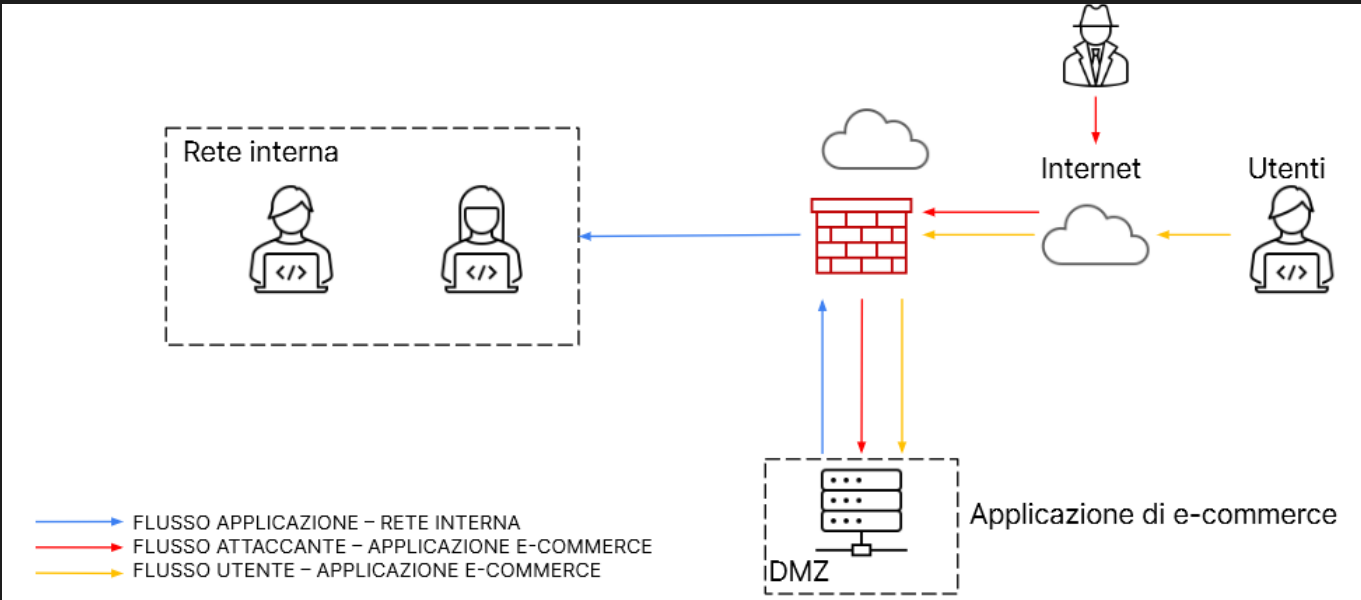 Rete interna
Internet
Utenti
</>
</>
</>
Applicazione di e-commerce
DMZ
FLUSSO APPLICAZIONE – RETE INTERNA
FLUSSO ATTACCANTE – APPLICAZIONE E-COMMERCE
FLUSSO UTENTE – APPLICAZIONE E-COMMERCE